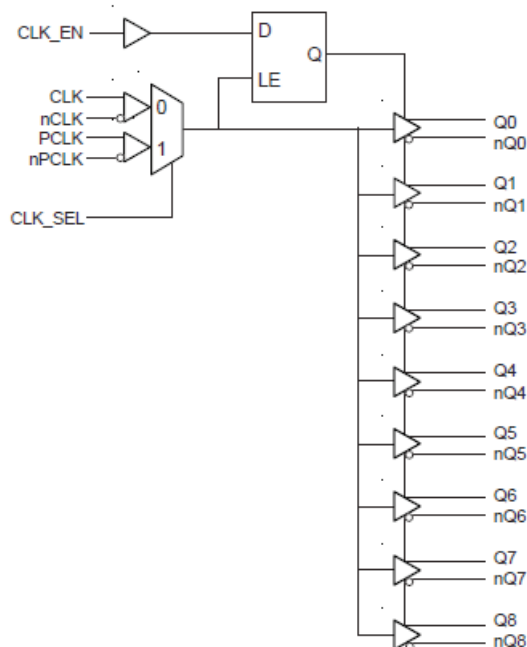 CLK_EN
D
Q
LE
CLK
nCLK
PCLK
nPCLK
0
1
CLK_SEL
Q0
nQ0
Q1
nQ1
Q2
nQ2
Q3
nQ3
Q4
nQ4
Q5
nQ5
Q6
nQ6
Q7
nQ7
Q8
nQ8